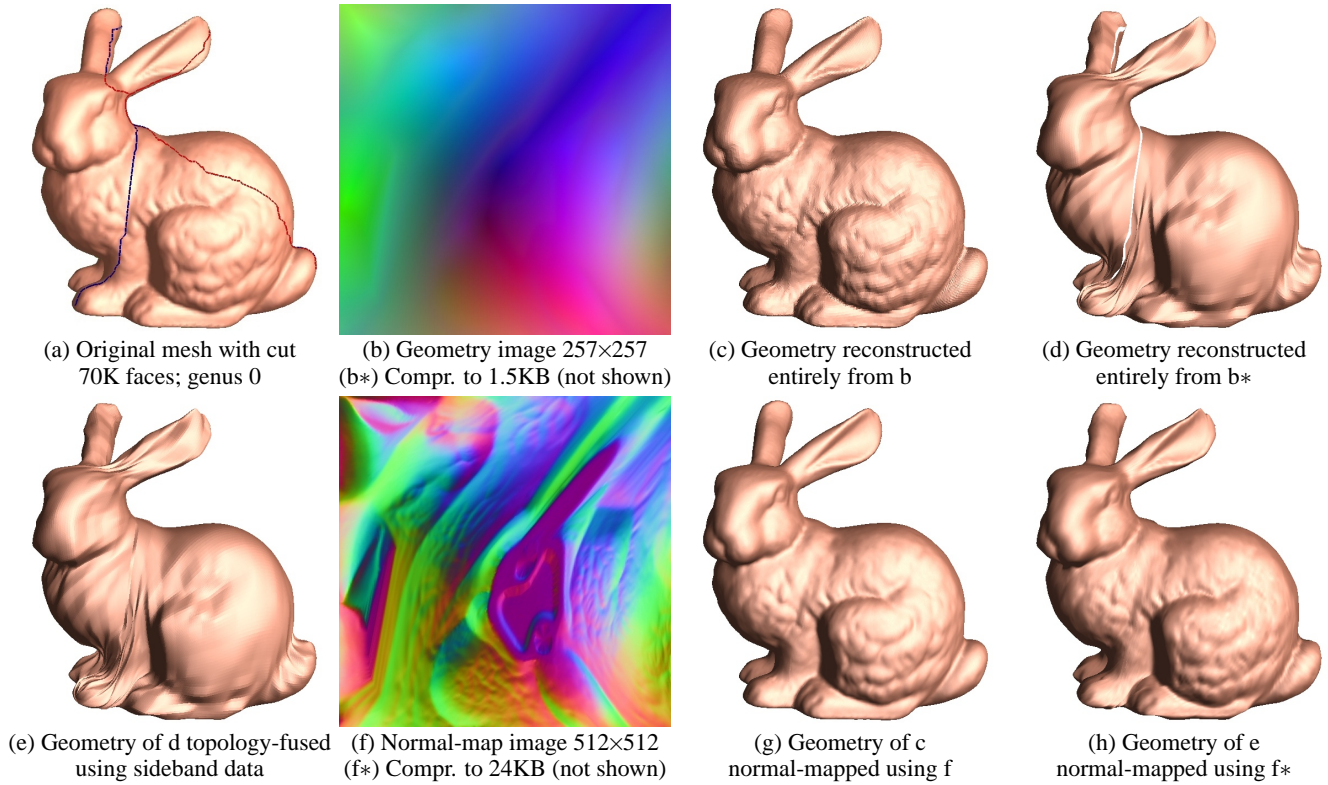 (a) Original mesh with cut
70K faces; genus 0
(b) Geometry image 257×257
(b∗) Compr. to 1.5KB (not shown)
(c) Geometry reconstructed
entirely from b
(d) Geometry reconstructed
entirely from b∗
(e) Geometry of d topology-fused
using sideband data
(f) Normal-map image 512×512
(f∗) Compr. to 24KB (not shown)
(g) Geometry of c
normal-mapped using f
(h) Geometry of e
normal-mapped using f∗